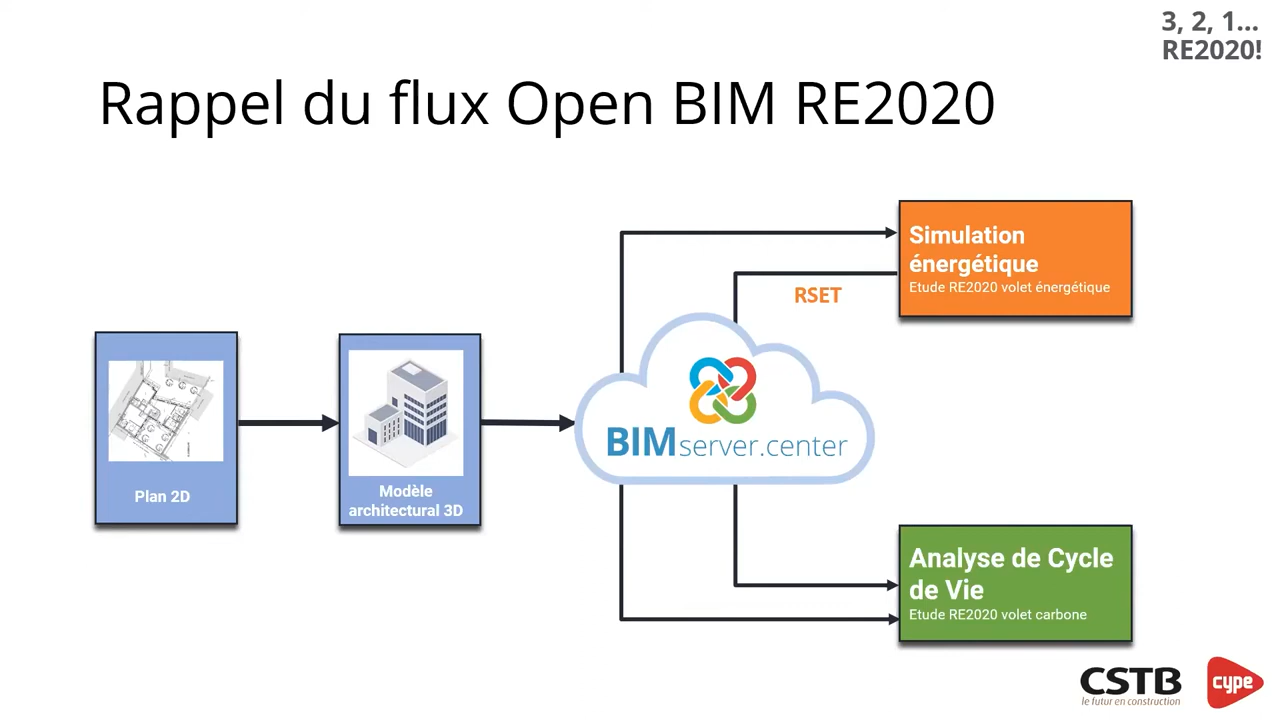 3, 2, 1...
RE2020!
Rappel du flux Open BIM RE2020
Simulation
énergétique
Etude RE2020 volet énergétique
RSET
BIMserver.center
Plan 2D
Modèle
architectural 3D
Analyse de Cycle
de Vie
Etude RE2020 volet carbone
CSTB
le futur en construction
cype